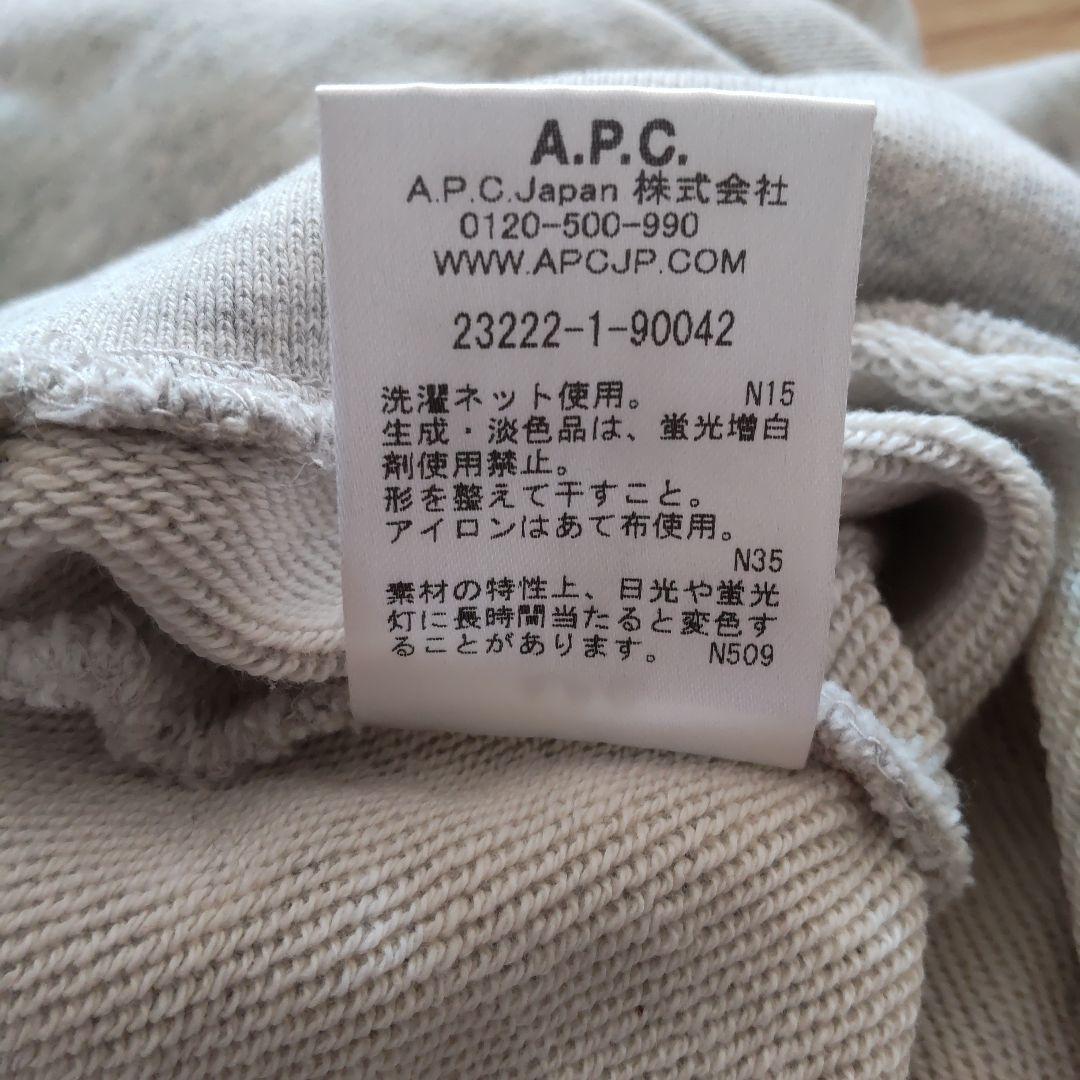 A.P.C.
A.P.C.Japan 株式会社
0120-500-990
WWW.APCJP.COM
23222-1-90042
洗濯ネット使用。 N15
生成・淡色品は、蛍光増白
剤使用禁止。
形を整えて干すこと。
アイロンはあて布使用。
N35
素材の特性上、日光や蛍光
灯に長時間当たると変色す
ることがあります。 N509